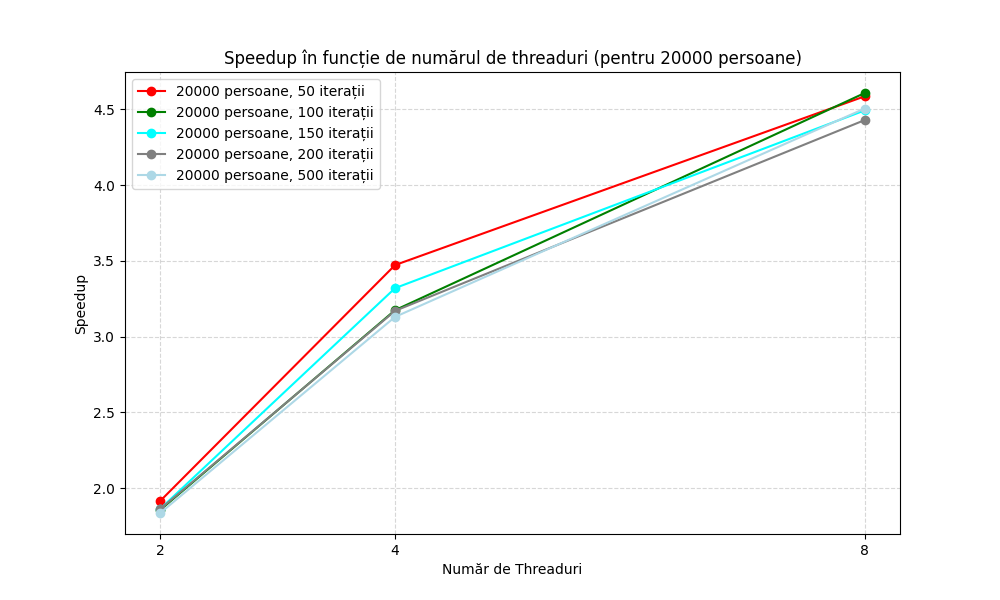 Speedup în funcție de numărul de threaduri (pentru 20000 persoane)
20000 persoane, 50 iterații
20000 persoane, 100 iterații
20000 persoane, 150 iterații
20000 persoane, 200 iterații
20000 persoane, 500 iterații
4.5
4.0
3.5
3.0
2.5
2.0
Speedup
2 4 8
Număr de Threaduri